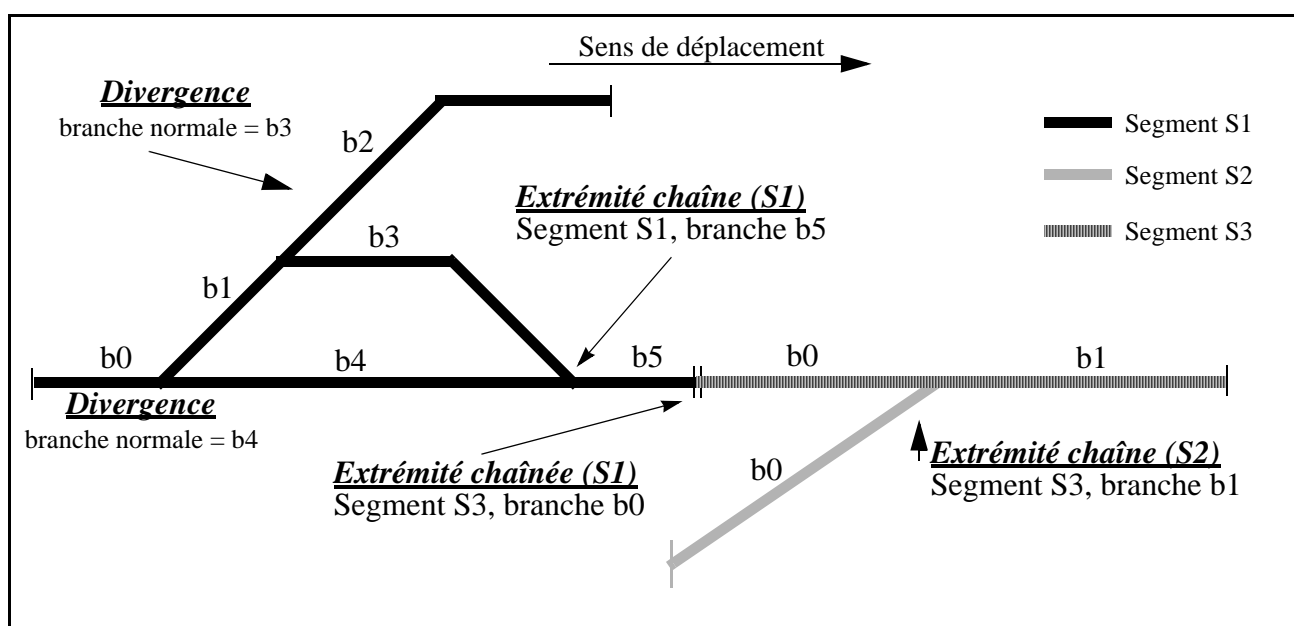 Sens de déplacement
Divergence
branche normale = b3
Segment S1
Segment S2
Segment S3
b2
Extrémité chaîne (S1)
Segment S1, branche b5
b3
b1
b0
b4
b5
b0
b1
Divergence
branche normale = b4
Extrémité chaînée (S1)
Segment S3, branche b0
b0
Extrémité chaîne (S2)
Segment S3, branche b1